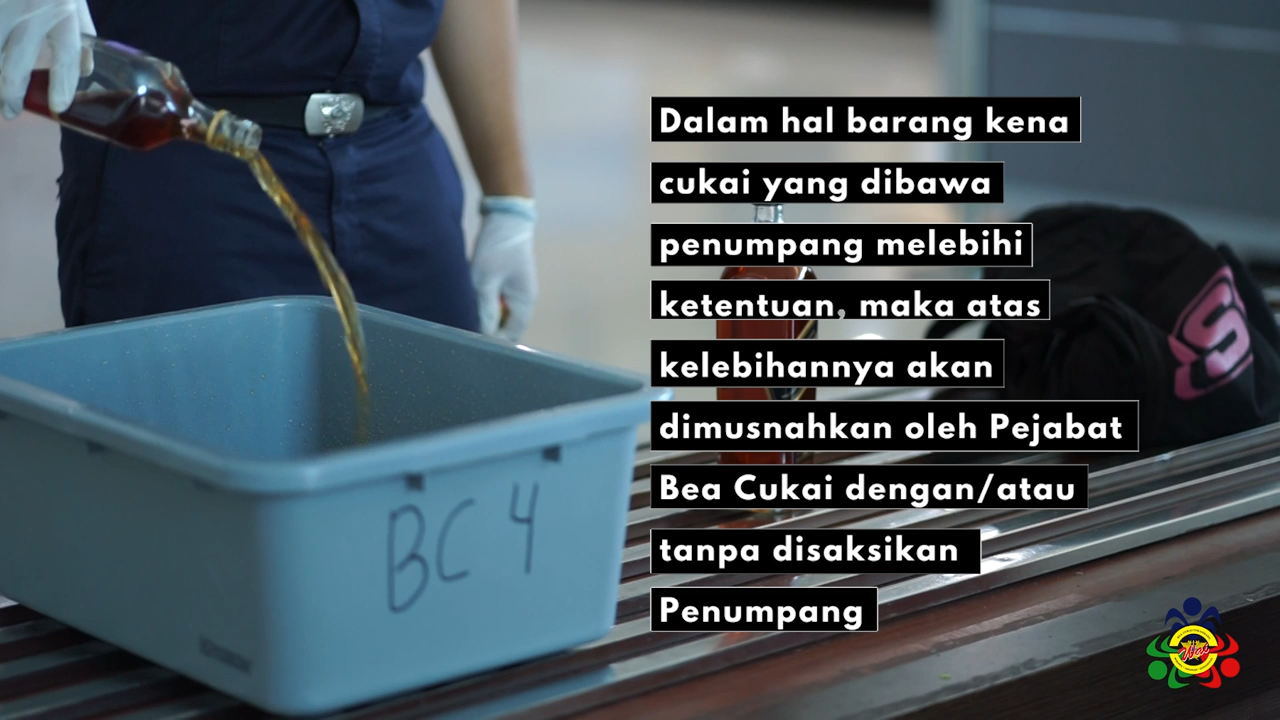 Dalam hal barang kena
cukai yang dibawa
penumpang melebihi
ketentuan, maka atas
kelebihannya akan
dimusnahkan oleh Pejabat
Bea Cukai dengan/atau
tanpa disaksikan
Penumpang
BC 4
S